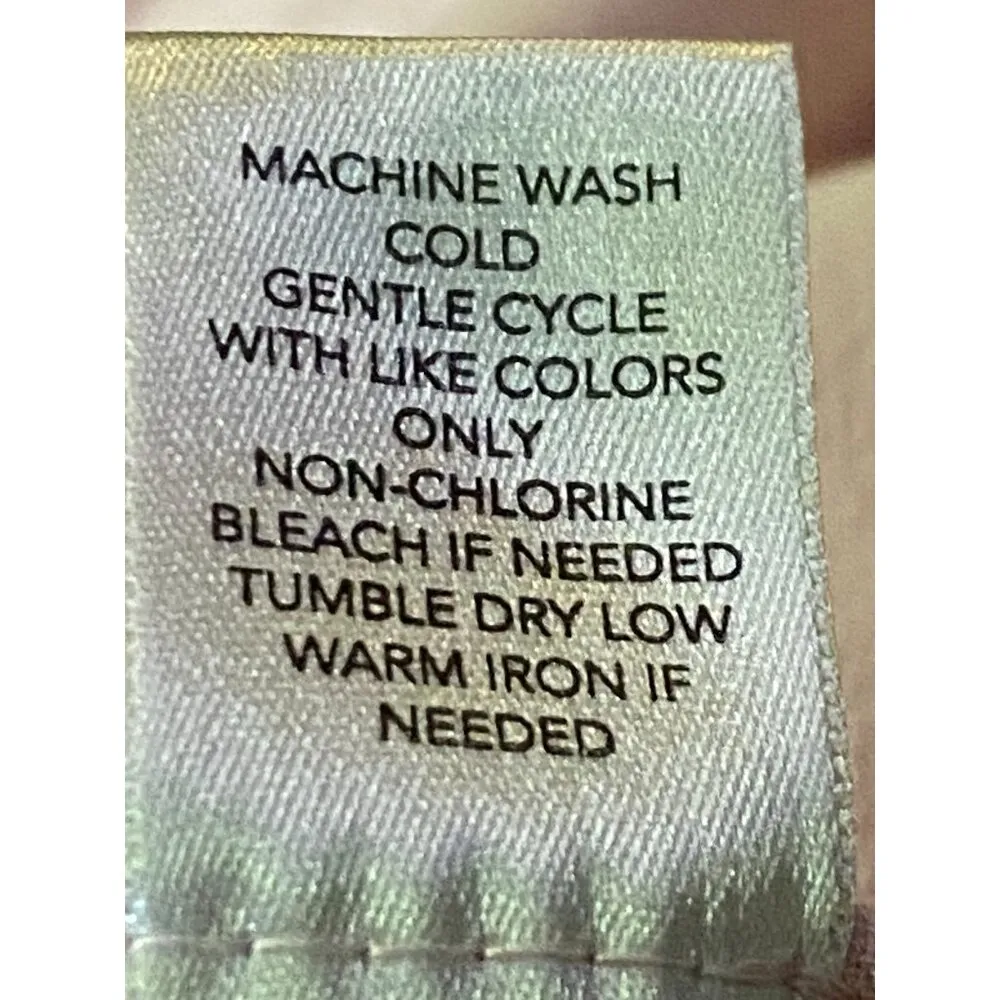 MACHINE WASH
COLD
GENTLE CYCLE
WITH LIKE COLORS
ONLY
NON-CHLORINE
BLEACH IF NEEDED
TUMBLE DRY LOW
WARM IRON IF
NEEDED